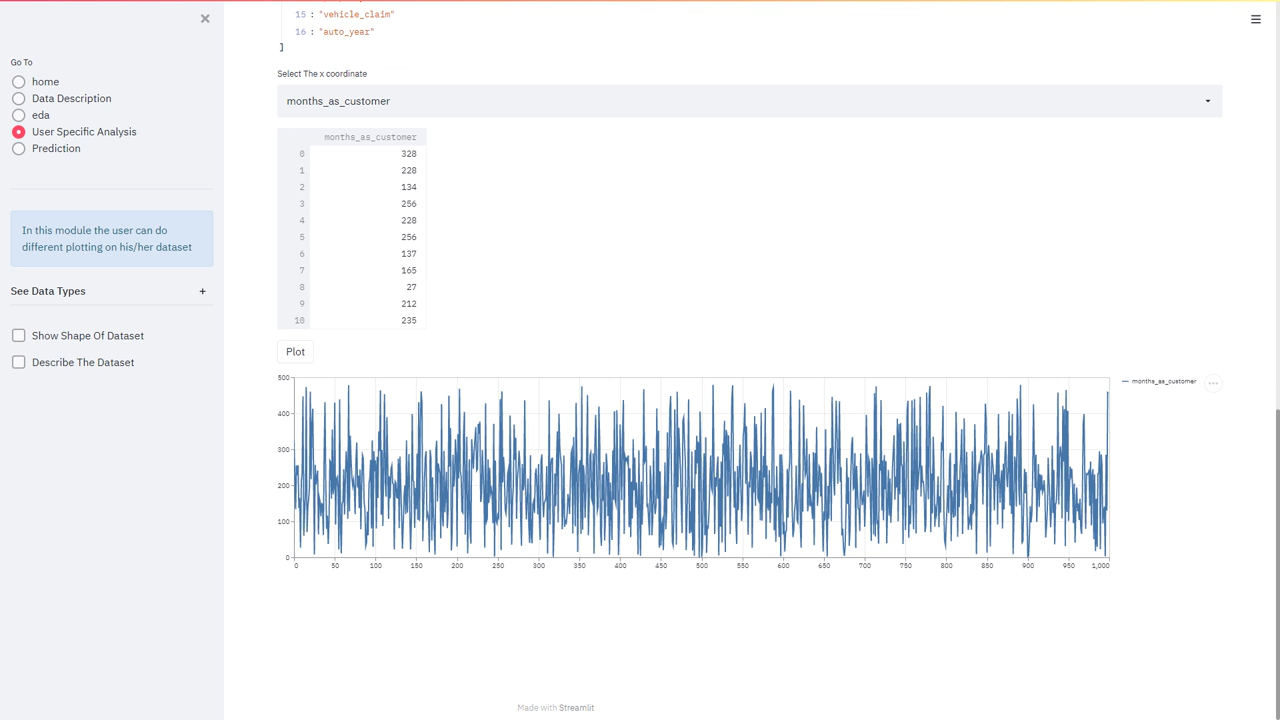 Go To
home
Data Description
eda
User Specific Analysis
Prediction
In this module the user can do
different plotting on his/her dataset
See Data Types
Show Shape Of Dataset
Describe The Dataset
15 : "vehicle_claim"
16 : "auto_year"
]
Select The x coordinate
months_as_customer
months_as_customer
0 328
1 228
2 134
3 256
4 228
5 256
6 137
7 165
8 27
9 212
10 235
Plot
500
400
300
200
100
0
0 50 100 150 200 250 300 350 400 450 500 550 600 650 700 750 800 850 900 950 1,000
months_as_customer
Made with Streamlit